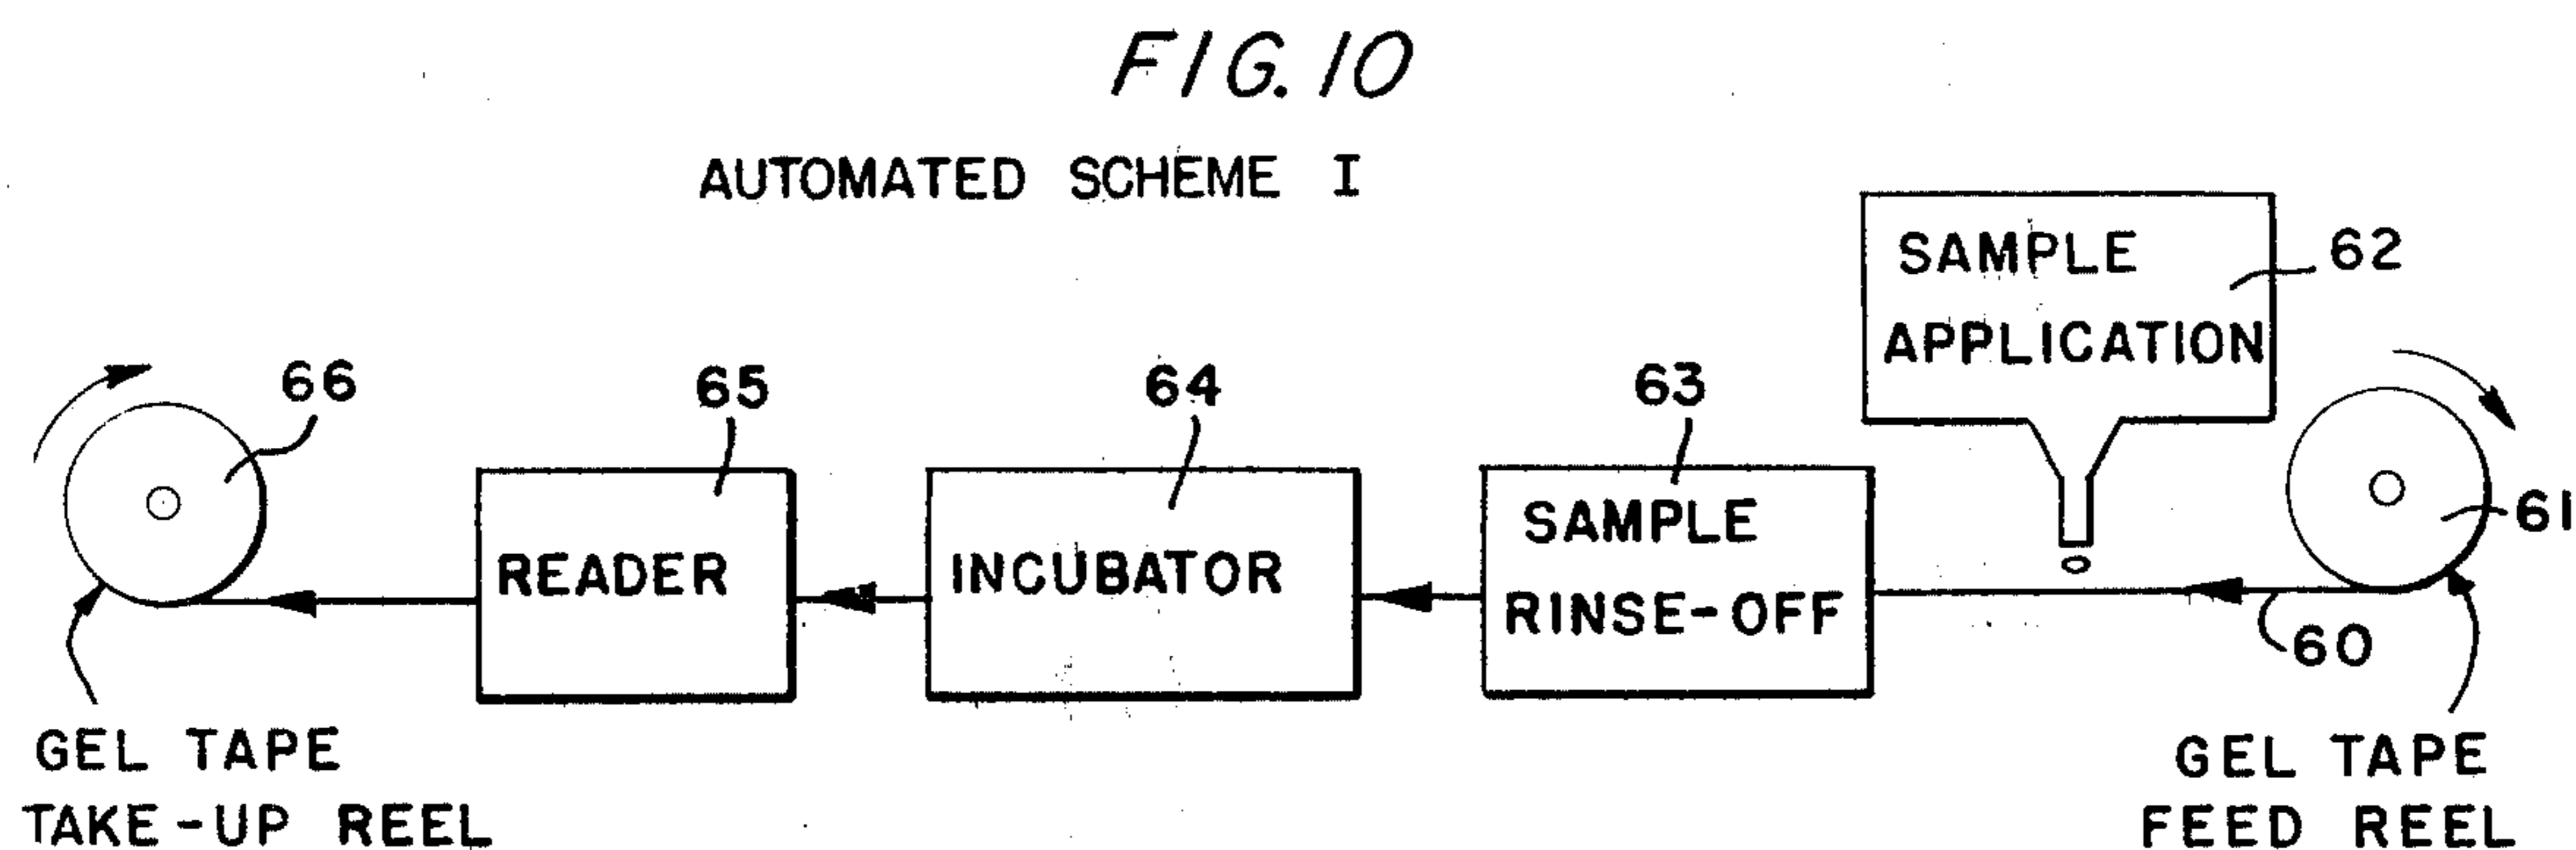 FIG. 10
AUTOMATED SCHEME I
SAMPLE
APPLICATION
62
66
65
64
63
61
READER
INCUBATOR
SAMPLE
RINSE-OFF
60
GEL TAPE
TAKE-UP REEL
GEL TAPE
FEED REEL